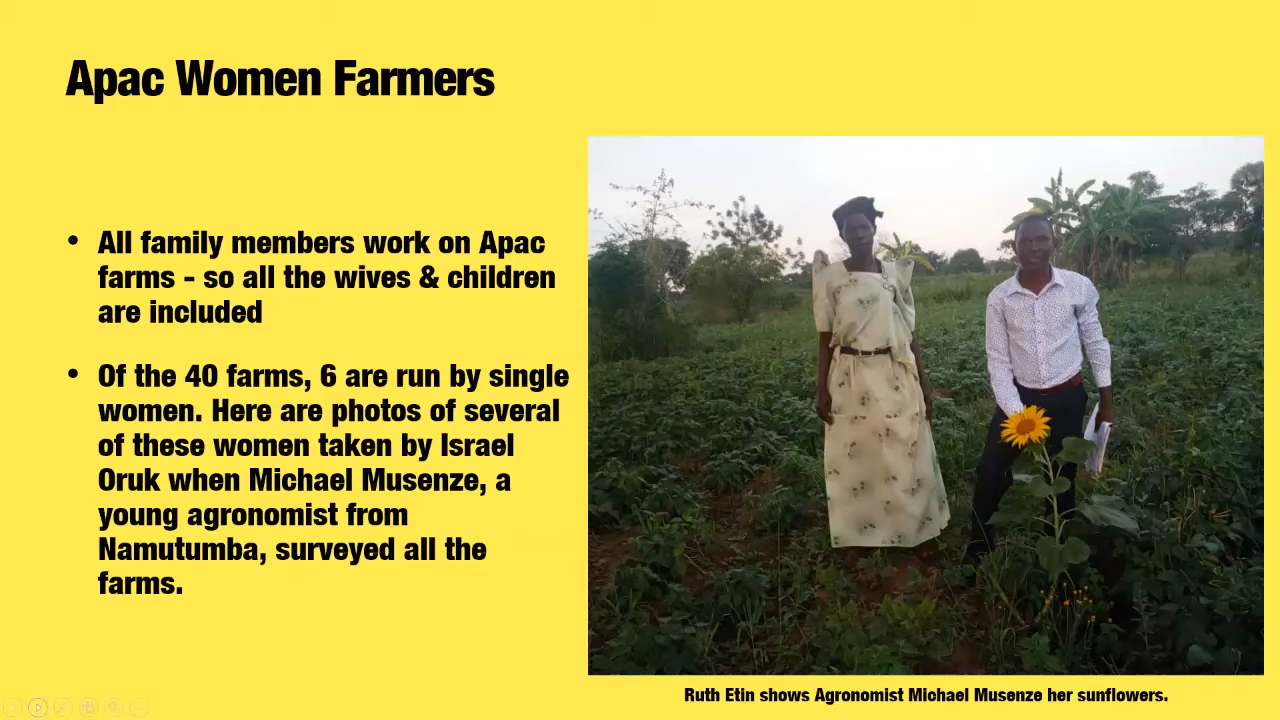 Apac Women Farmers
• All family members work on Apac
farms - so all the wives & children
are included
• Of the 40 farms, 6 are run by single
women. Here are photos of several
of these women taken by Israel
Oruk when Michael Musenze, a
young agronomist from
Namutumba, surveyed all the
farms.
Ruth Etin shows Agronomist Michael Musenze her sunflowers.